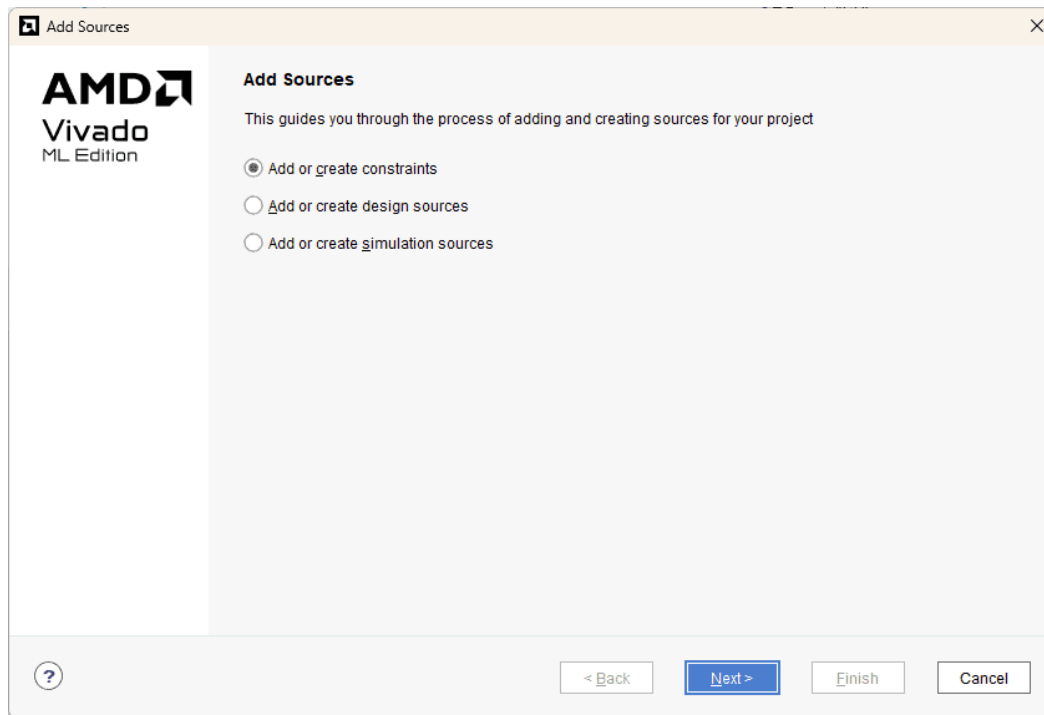 Add Sources
AMD
Vivado
ML Edition
Add Sources
This guides you through the process of adding and creating sources for your project
Add or create constraints
Add or create design sources
Add or create simulation sources
?
< Back
Next >
Finish
Cancel